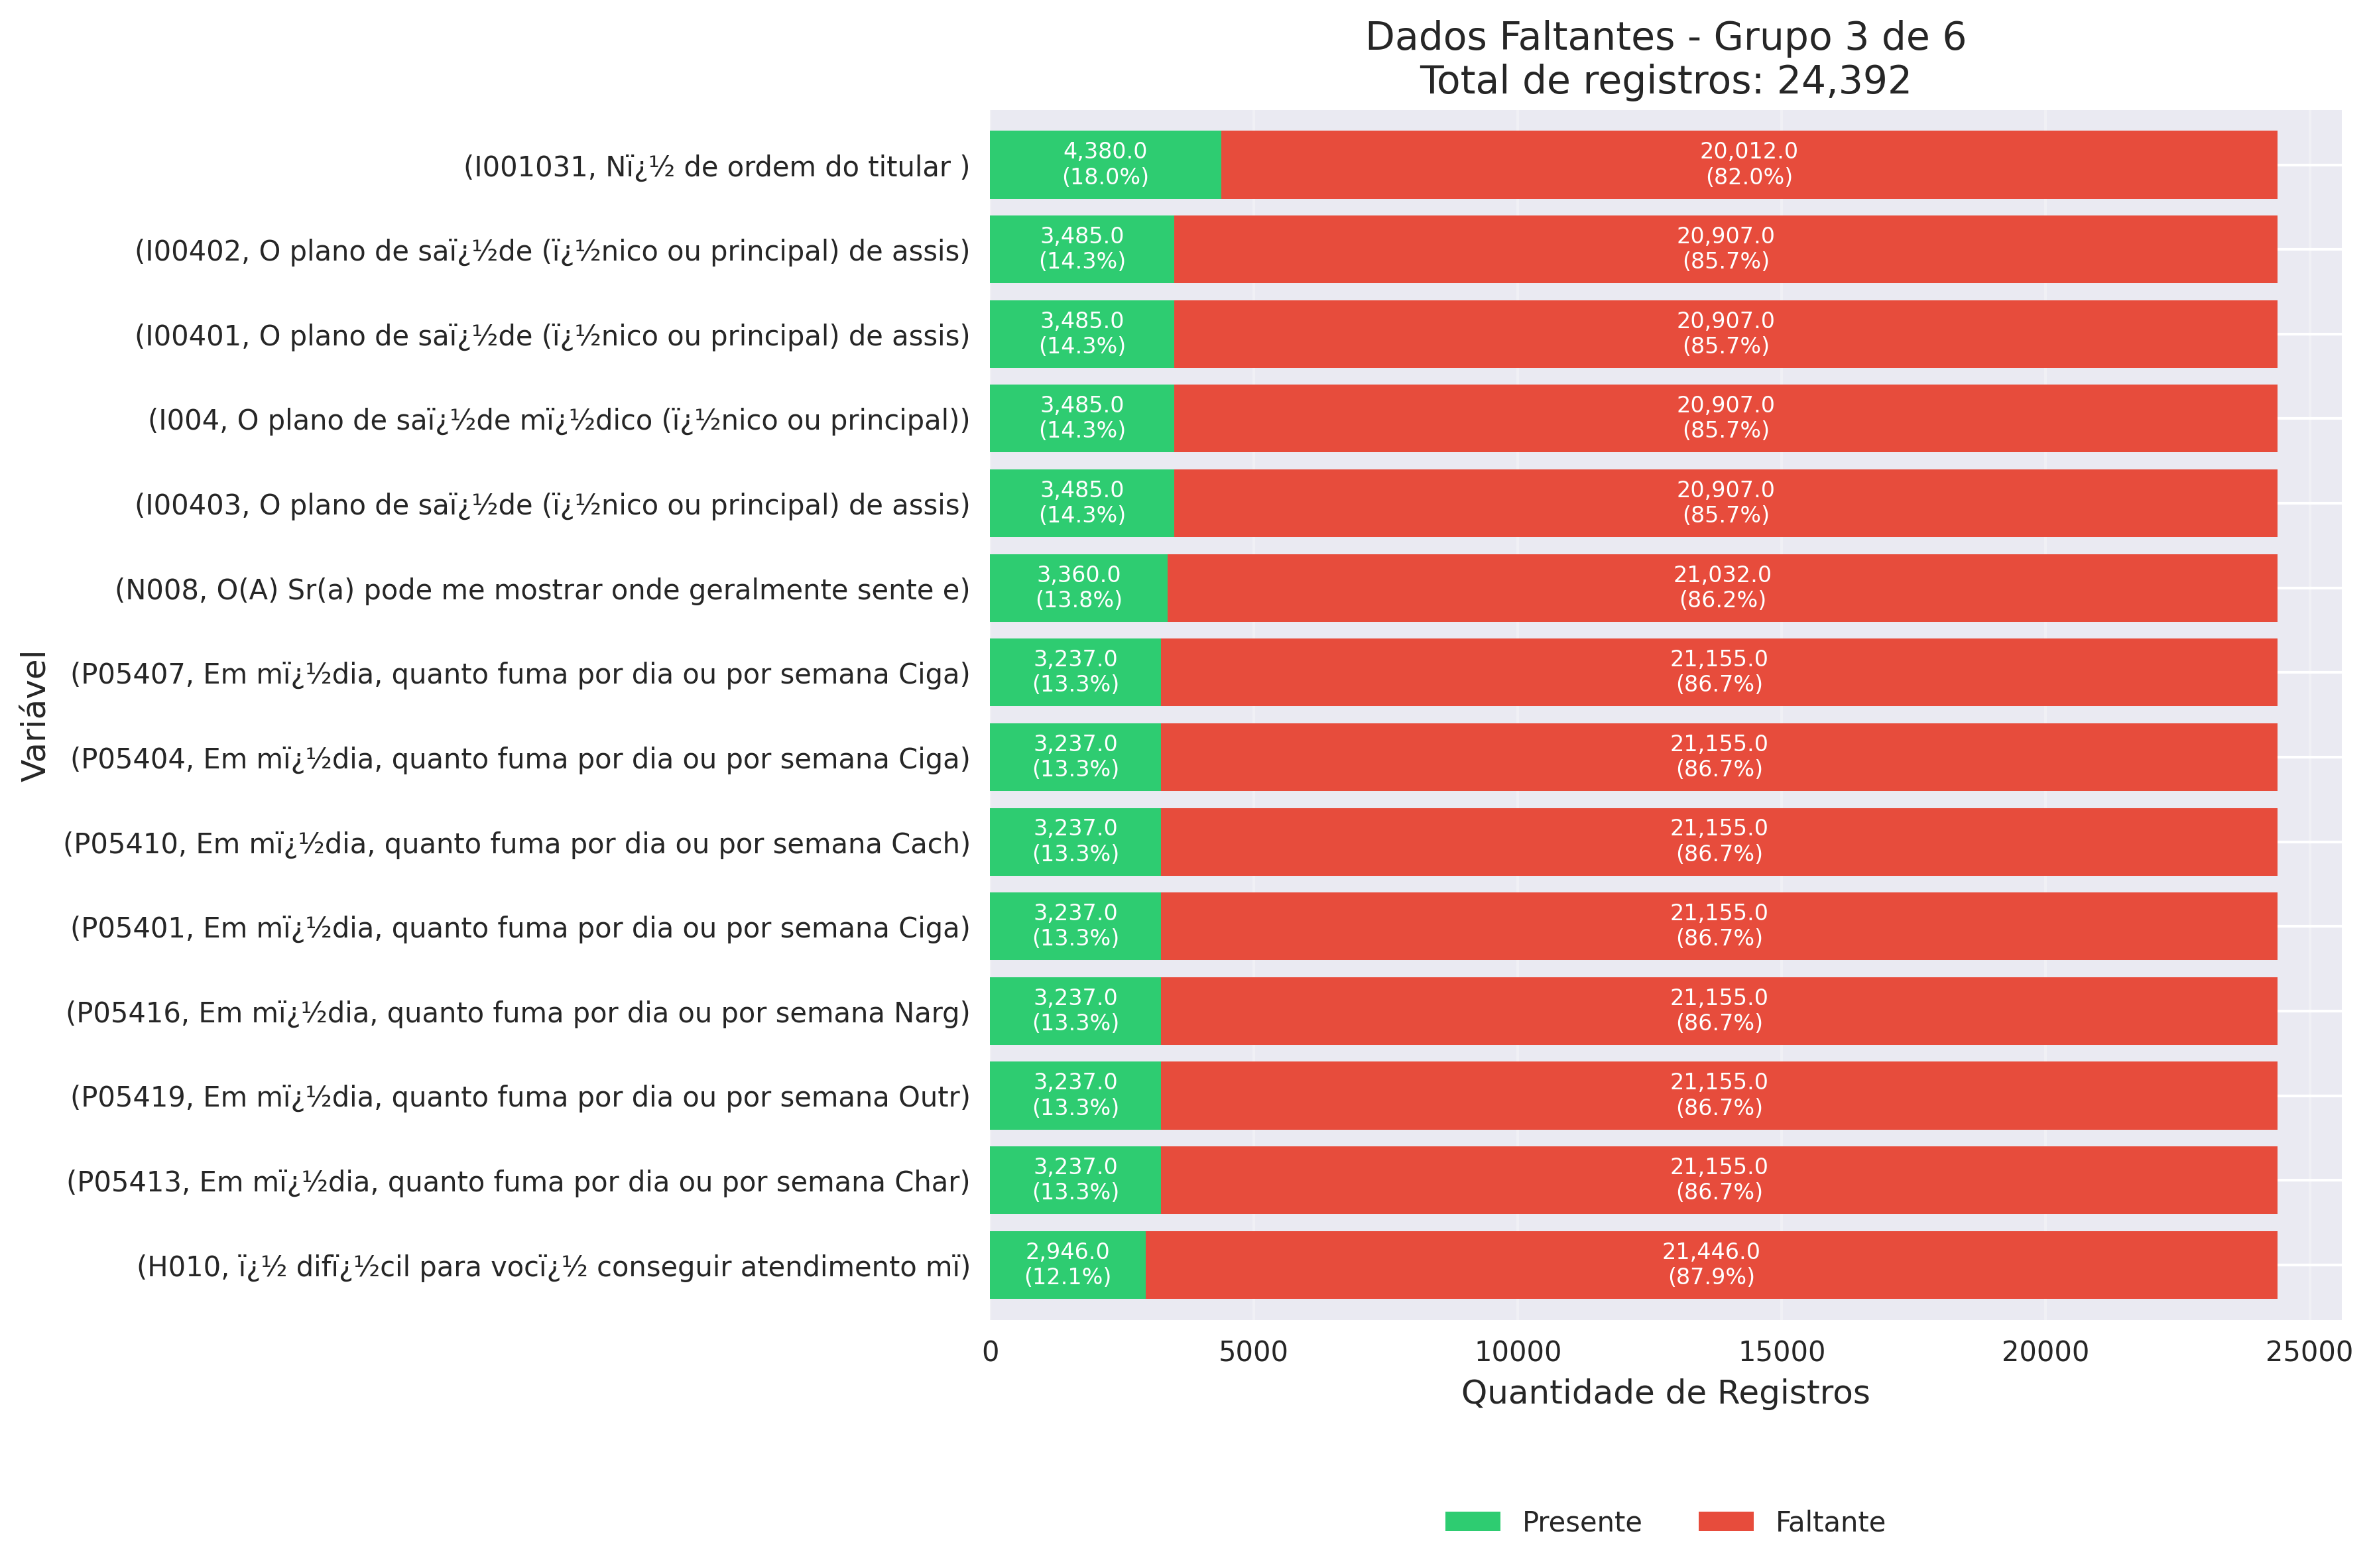 Dados Faltantes - Grupo 3 de 6
Total de registros: 24,392
Variável
(I001031, Nï¿½ de ordem do titular )
4,380.0
(18.0%)
20,012.0
(82.0%)
(I00402, O plano de saï¿½de (ï¿½nico ou principal) de assis)
3,485.0
(14.3%)
20,907.0
(85.7%)
(I00401, O plano de saï¿½de (ï¿½nico ou principal) de assis)
3,485.0
(14.3%)
20,907.0
(85.7%)
(I004, O plano de saï¿½de mï¿½dico (ï¿½nico ou principal))
3,485.0
(14.3%)
20,907.0
(85.7%)
(I00403, O plano de saï¿½de (ï¿½nico ou principal) de assis)
3,485.0
(14.3%)
20,907.0
(85.7%)
(N008, O(A) Sr(a) pode me mostrar onde geralmente sente e)
3,360.0
(13.8%)
21,032.0
(86.2%)
(P05407, Em mï¿½dia, quanto fuma por dia ou por semana Ciga)
3,237.0
(13.3%)
21,155.0
(86.7%)
(P05404, Em mï¿½dia, quanto fuma por dia ou por semana Ciga)
3,237.0
(13.3%)
21,155.0
(86.7%)
(P05410, Em mï¿½dia, quanto fuma por dia ou por semana Cach)
3,237.0
(13.3%)
21,155.0
(86.7%)
(P05401, Em mï¿½dia, quanto fuma por dia ou por semana Ciga)
3,237.0
(13.3%)
21,155.0
(86.7%)
(P05416, Em mï¿½dia, quanto fuma por dia ou por semana Narg)
3,237.0
(13.3%)
21,155.0
(86.7%)
(P05419, Em mï¿½dia, quanto fuma por dia ou por semana Outr)
3,237.0
(13.3%)
21,155.0
(86.7%)
(P05413, Em mï¿½dia, quanto fuma por dia ou por semana Char)
3,237.0
(13.3%)
21,155.0
(86.7%)
(H010, ï¿½ difï¿½cil para vocï¿½ conseguir atendimento mï)
2,946.0
(12.1%)
21,446.0
(87.9%)
0 5000 10000 15000 20000 25000
Quantidade de Registros
Presente Faltante